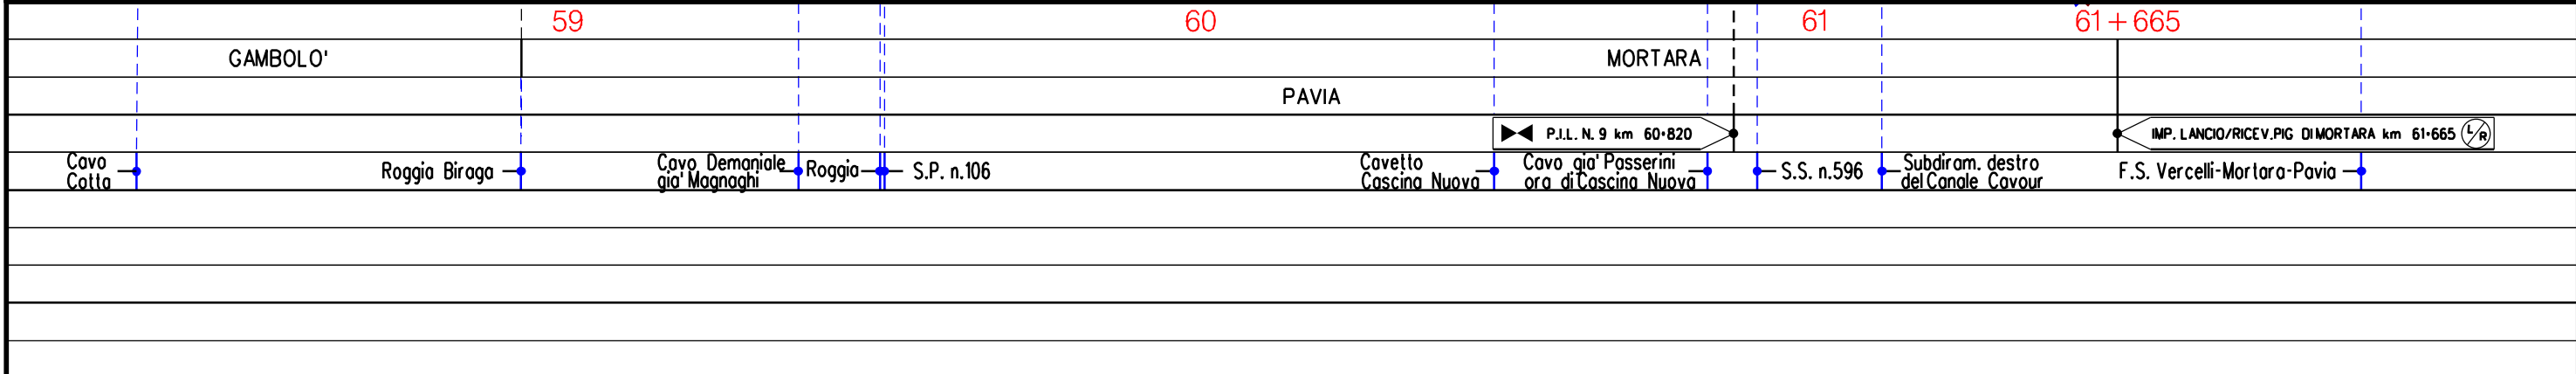 59 60 61 61+665
GAMBOLO' MORTARA
PAVIA
P.I.L. N. 9 km 60+820 IMP. LANCIO/RICEV.PIG DI MORTARA km 61+665 L/R
Cavo
Cotta
Roggia Biraga
Cavo Demaniale
gia' Magnaghi
Roggia
S.P. n.106
Cavetto
Cascina Nuova
Cavo gia' Passerini
ora di Cascina Nuova
S.S. n.596
Subdiram. destro
del Canale Cavour
F.S. Vercelli-Mortara-Pavia